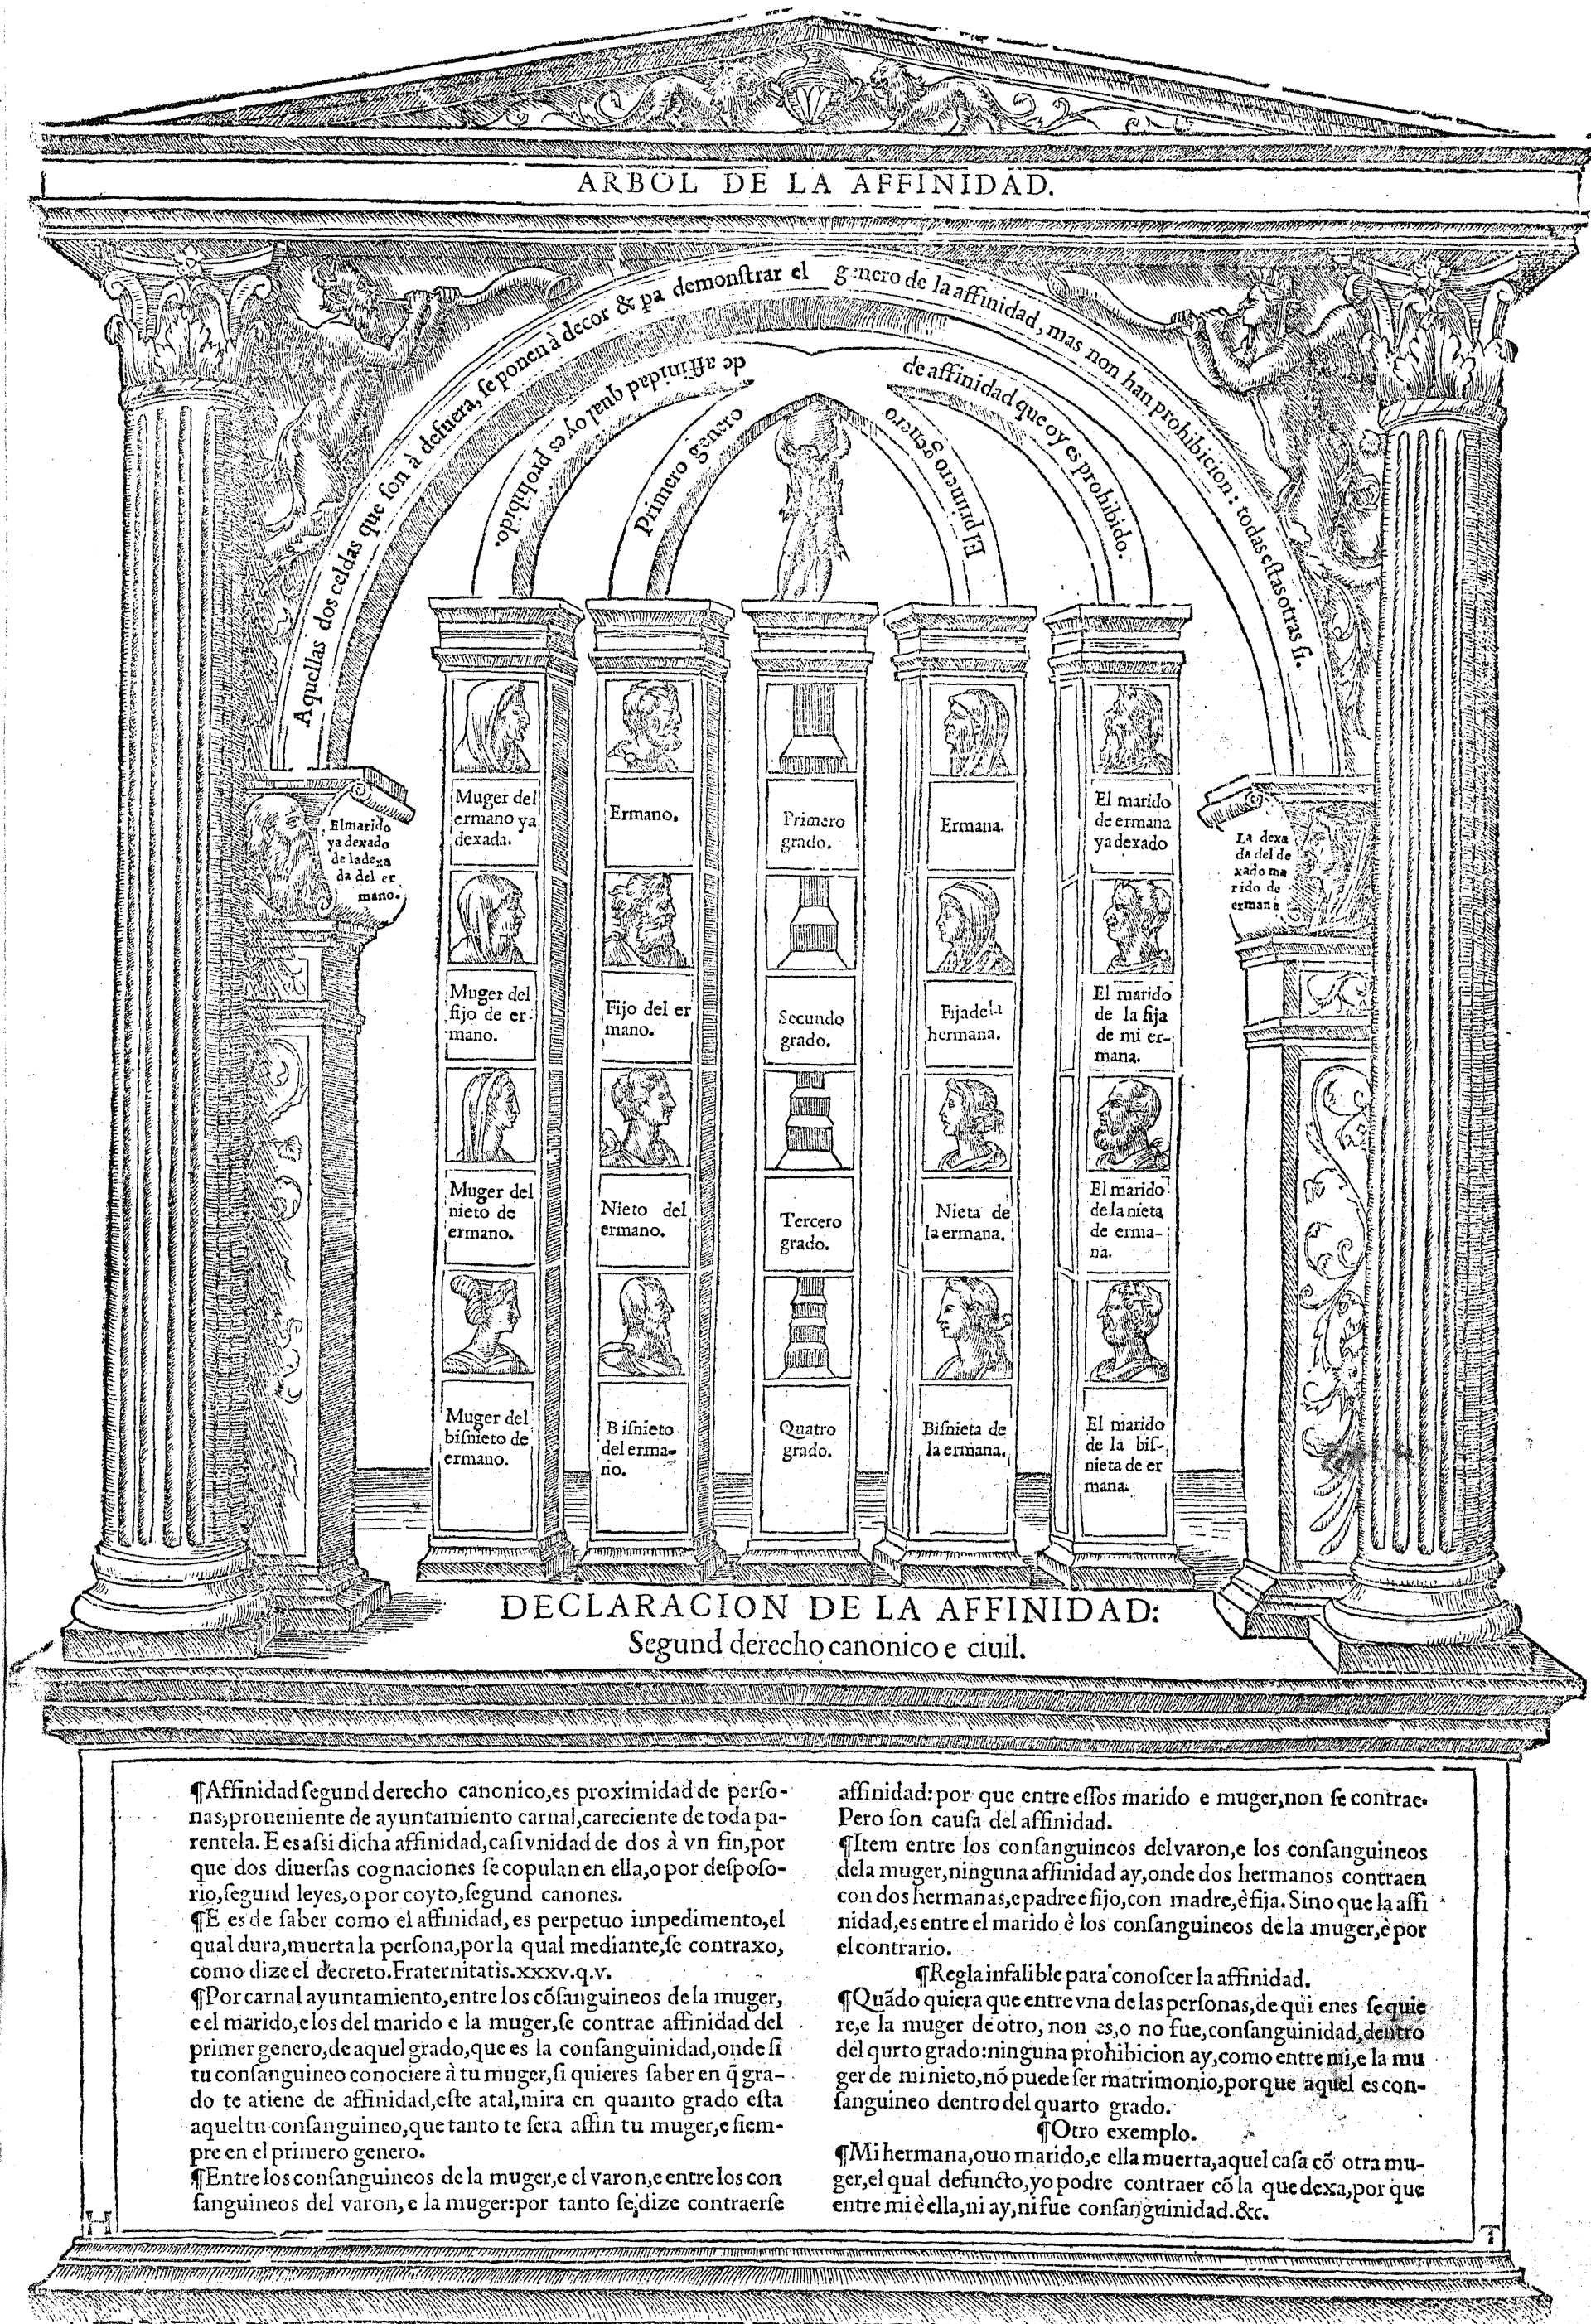 ARBOL DE LA AFFINIDAD.
Aquellas dos celdas que ſon à defuera, ſe ponen à decor & pa demonſtrar el genero de la affinidad, mas non han prohibicion: todas eſtas otras ſi.
de affinidad qual oy es prohibido.
de affinidad que oy es prohibido.
Primero genero
El primero genero
Elmarido
ya dexado
de ladexa
da del er
mano.
Muger del
ermano ya
dexada.
Ermano.
Primero
grado.
Ermana.
El marido
de ermana
ya dexado
La dexa
da del de
xado ma
rido de
ermana
Muger del
fijo de er-
mano.
Fijo del er
mano.
Secundo
grado.
Fija de la
hermana.
El marido
de la fija
de mi er-
mana.
Muger del
nieto de
ermano.
Nieto del
ermano.
Tercero
grado.
Nieta de
la ermana.
El marido
de la nieta
de erma-
na.
Muger del
biſnieto de
ermano.
Biſnieto
del erma-
no.
Quatro
grado.
Biſnieta de
la ermana.
El marido
de la biſ-
nieta de er
mana.
DECLARACION DE LA AFFINIDAD:
Segund derecho canonico e ciuil.
¶Affinidad ſegund derecho canonico, es proximidad de perſo-
nas, proueniente de ayuntamiento carnal, careciente de toda pa-
rentela. E es aſsi dicha affinidad, caſi vnidad de dos à vn fin, por
que dos diuerſas cognaciones ſe copulan en ella, o por deſpoſo-
rio, ſegund leyes, o por coyto, ſegund canones.
¶E es de ſaber como el affinidad, es perpetuo impedimento, el
qual dura, muerta la perſona, por la qual mediante, ſe contraxo,
como dize el decreto. Fraternitatis. xxxv. q. v.
¶Por carnal ayuntamiento, entre los cõſanguineos de la muger,
e el marido, e los del marido e la muger, ſe contrae affinidad del
primer genero, de aquel grado, que es la conſanguinidad, onde ſi
tu conſanguineo conociere à tu muger, ſi quieres ſaber en q̃ gra-
do te atiene de affinidad, eſte atal, mira en quanto grado eſta
aquel tu conſanguineo, que tanto te ſera affin tu muger, e ſiem-
pre en el primero genero.
¶Entre los conſanguineos de la muger, e el varon, e entre los con
ſanguineos del varon, e la muger: por tanto ſe dize contraerſe
affinidad: por que entre eſſos marido e muger, non ſe contrae.
Pero ſon cauſa del affinidad.
¶Item entre los conſanguineos del varon, e los conſanguineos
dela muger, ninguna affinidad ay, onde dos hermanos contraen
con dos hermanas, e padre e fijo, con madre, è fija. Sino que la affi
nidad, es entre el marido è los conſanguineos de la muger, è por
el contrario.
¶Regla infalible para conoſcer la affinidad.
¶Quãdo quiera que entre vna de las perſonas, de qui enes ſe quie
re, e la muger de otro, non es, o no fue, conſanguinidad, dentro
del qurto grado: ninguna prohibicion ay, como entre mi, e la mu
ger de mi nieto, nõ puede ſer matrimonio, porque aquel es con-
ſanguineo dentro del quarto grado.
¶Otro exemplo.
¶Mi hermana, ouo marido, e ella muerta, aquel caſa cõ otra mu-
ger, el qual defuncto, yo podre contraer cõ la que dexa, por que
entre mi è ella, ni ay, ni fue conſanguinidad. &c.
H T